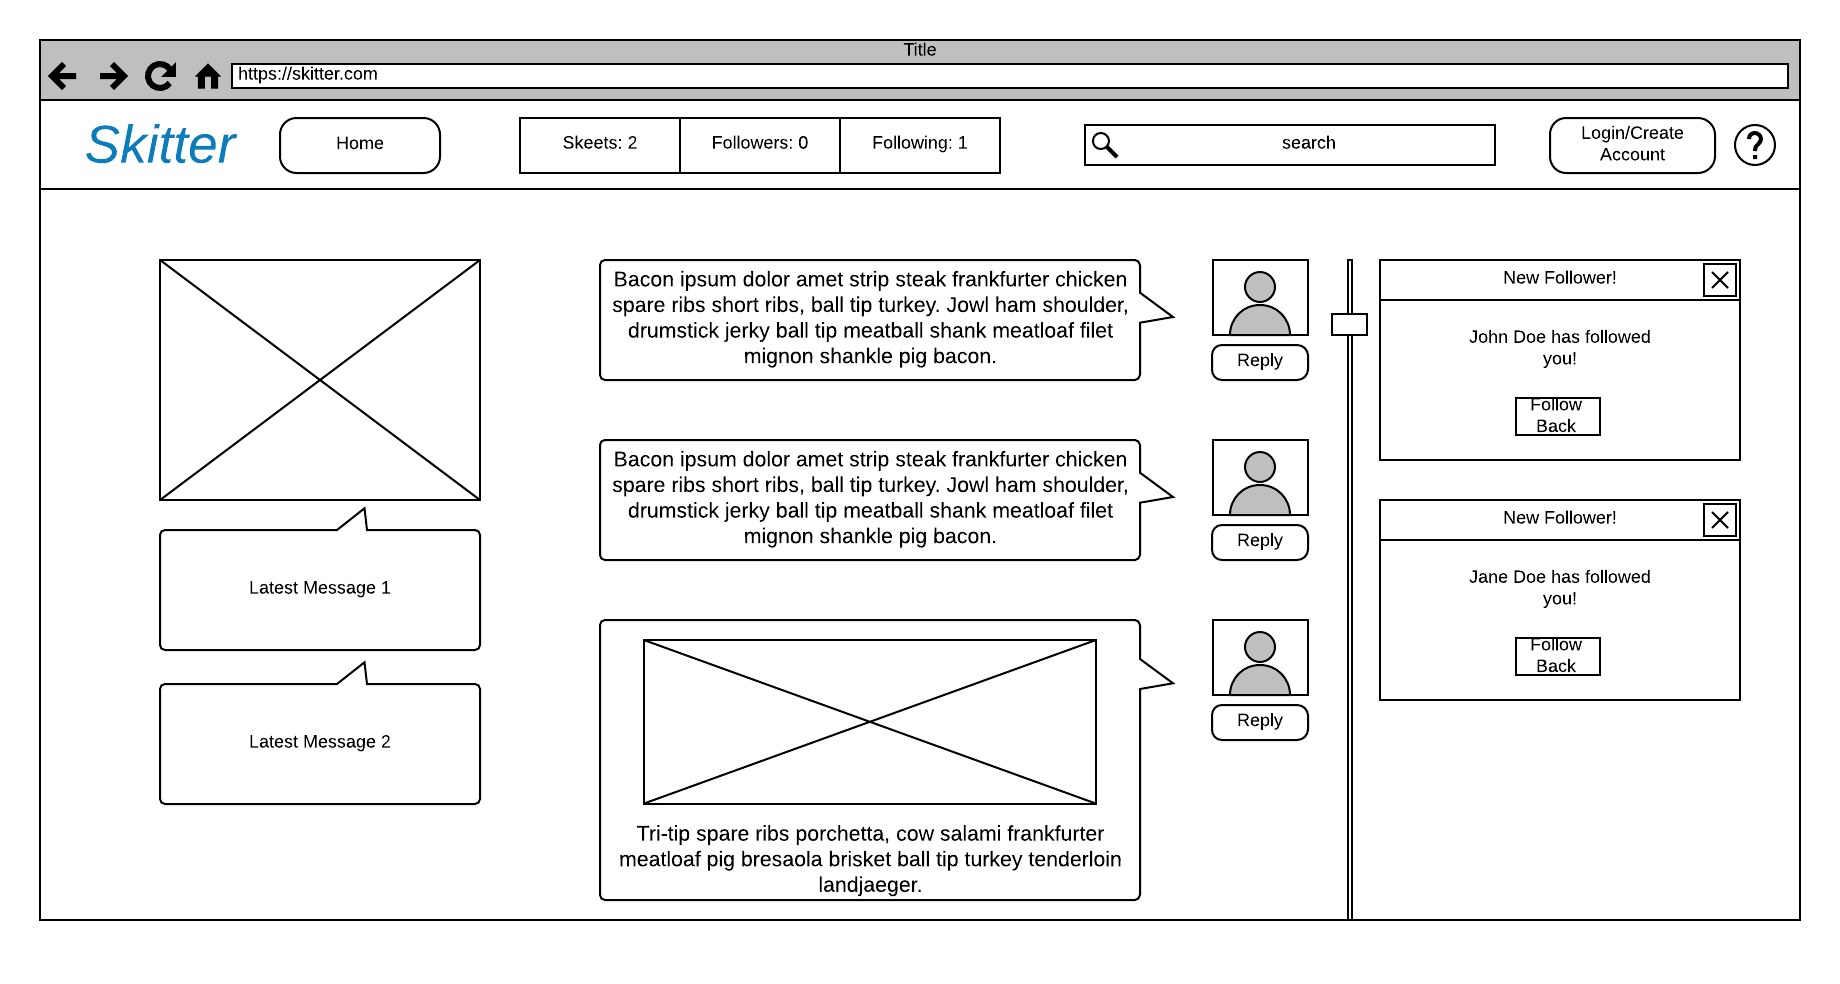 Title
https://skitter.com
Skitter
Home
Skeets: 2
Followers: 0
Following: 1
search
Login/Create
Account
?
Latest Message 1
Latest Message 2
Bacon ipsum dolor amet strip steak frankfurter chicken
spare ribs short ribs, ball tip turkey. Jowl ham shoulder,
drumstick jerky ball tip meatball shank meatloaf filet
mignon shankle pig bacon.
Reply
Bacon ipsum dolor amet strip steak frankfurter chicken
spare ribs short ribs, ball tip turkey. Jowl ham shoulder,
drumstick jerky ball tip meatball shank meatloaf filet
mignon shankle pig bacon.
Reply
Tri-tip spare ribs porchetta, cow salami frankfurter
meatloaf pig bresaola brisket ball tip turkey tenderloin
landjaeger.
Reply
New Follower!
John Doe has followed
you!
Follow
Back
New Follower!
Jane Doe has followed
you!
Follow
Back